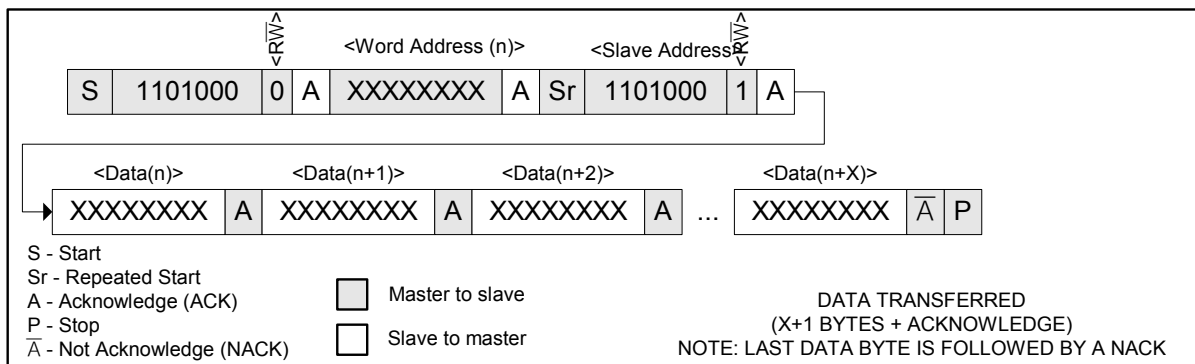 <RW̅>
<Word Address (n)>
<Slave Address>
<RW̅>
S 1101000 0 A XXXXXXXX A Sr 1101000 1 A
<Data(n)> <Data(n+1)> <Data(n+2)> <Data(n+X)>
XXXXXXXX A XXXXXXXX A XXXXXXXX A ... XXXXXXXX A̅ P
S - Start
Sr - Repeated Start
A - Acknowledge (ACK)
P - Stop
A̅ - Not Acknowledge (NACK)
Master to slave
Slave to master
DATA TRANSFERRED
(X+1 BYTES + ACKNOWLEDGE)
NOTE: LAST DATA BYTE IS FOLLOWED BY A NACK